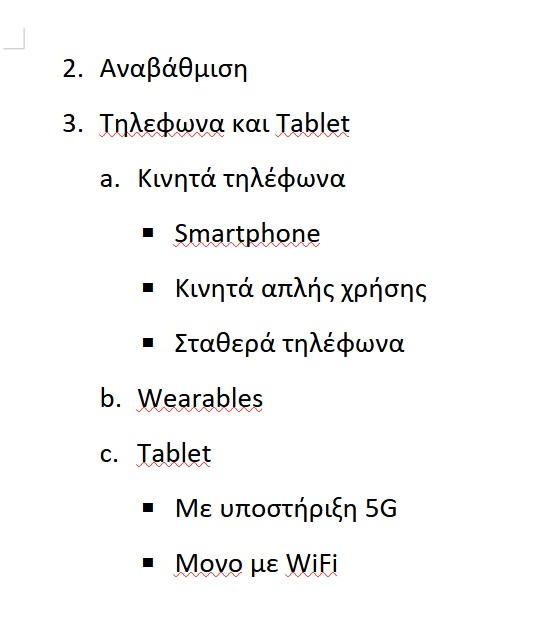 2. Αναβάθμιση
3. Τηλεφωνα και Tablet
a. Κινητά τηλέφωνα
▪ Smartphone
▪ Κινητά απλής χρήσης
▪ Σταθερά τηλέφωνα
b. Wearables
c. Tablet
▪ Με υποστήριξη 5G
▪ Μονο με WiFi